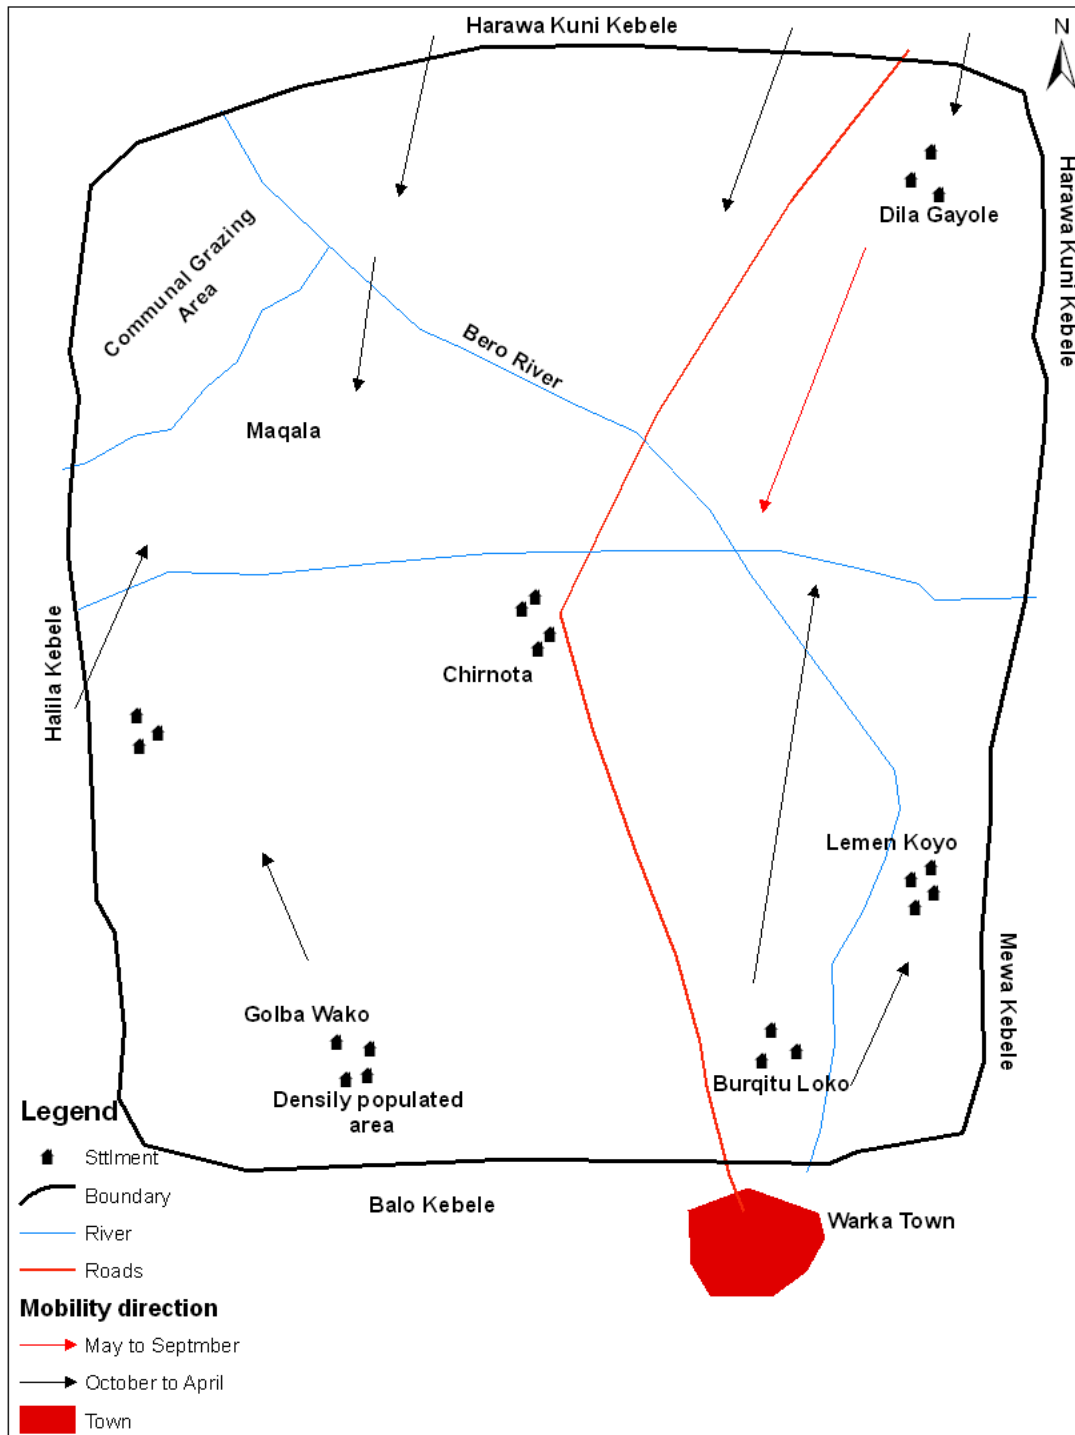 Harawa Kuni Kebele
N
Harawa Kuni Kebele
Dila Gayole
Communal Grazing
Area
Bero River
Maqala
Halila Kebele
Chirnota
Lemen Koyo
Mewa Kebele
Golba Wako
Densily populated
area
Burqitu Loko
Balo Kebele
Warka Town
Legend
Sttlment
Boundary
River
Roads
Mobility direction
May to Septmber
October to April
Town